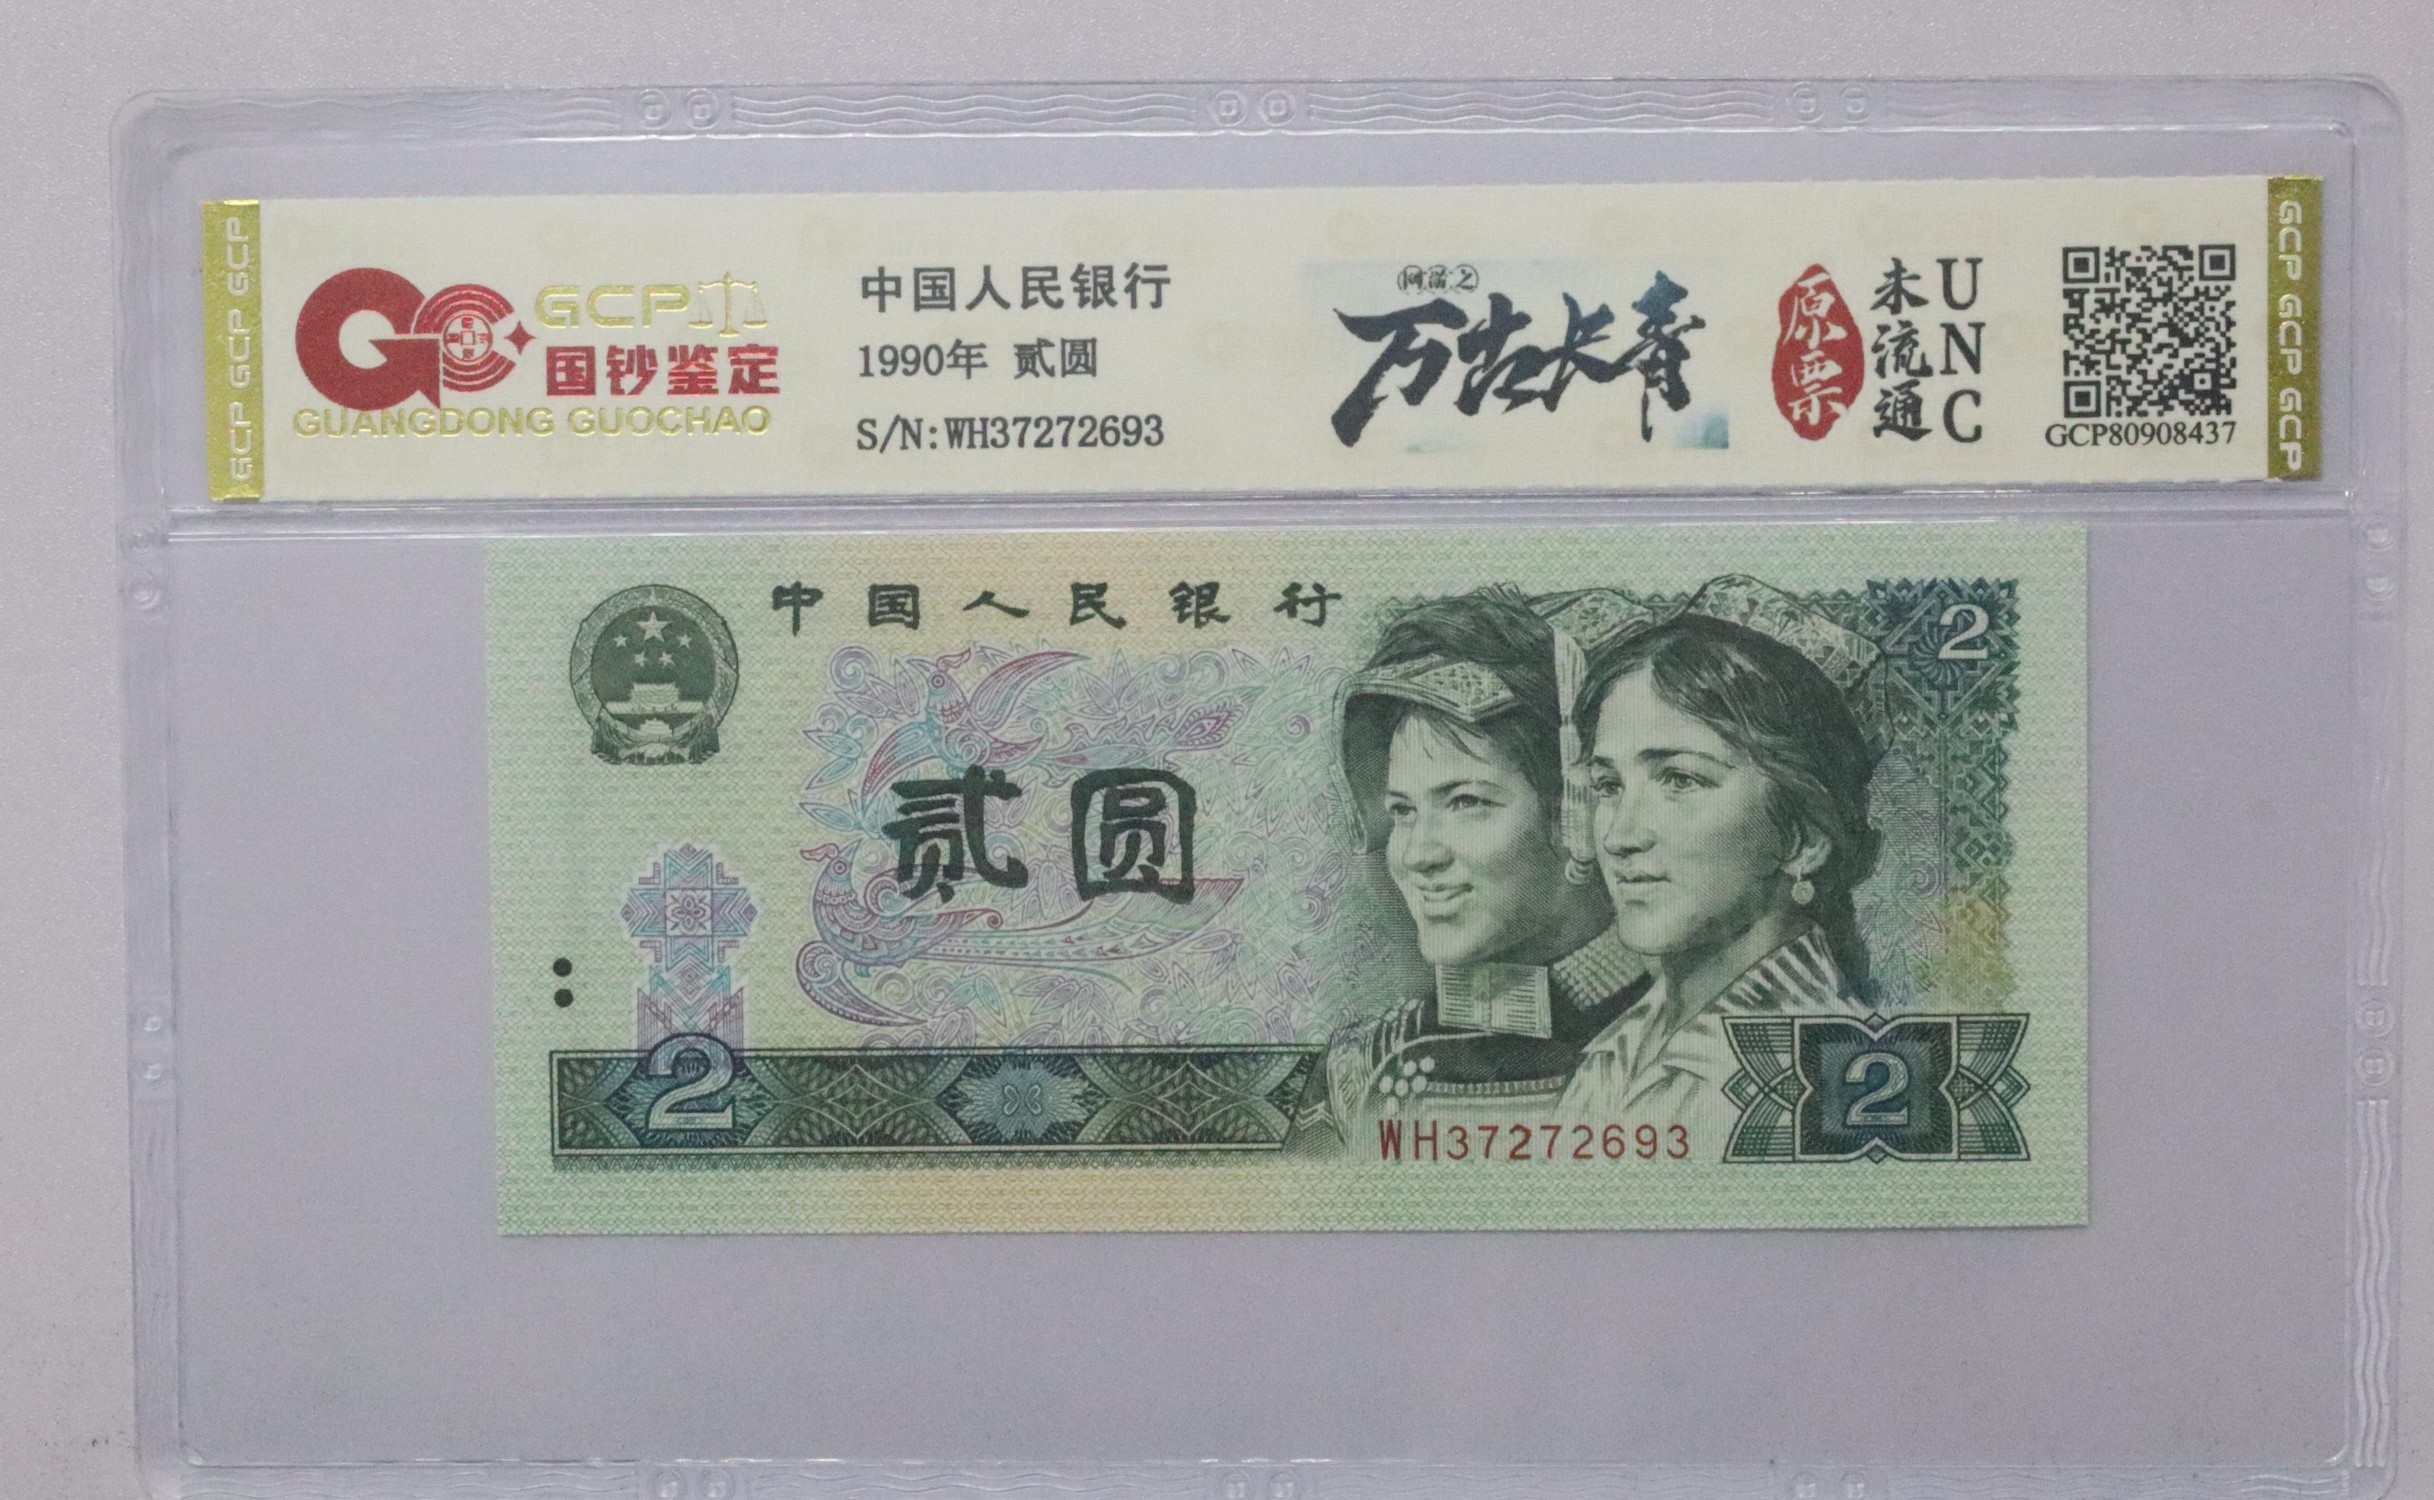 GCP GCP GCP
GCP
国钞鉴定
GUANGDONG GUOCHAO
中国人民银行
1990年 贰圆
S/N:WH37272693
万古长青
原票
未流通
UNC
GCP80908437
GCP GCP GCP
中国人民银行
2
贰圆
2
WH37272693
2